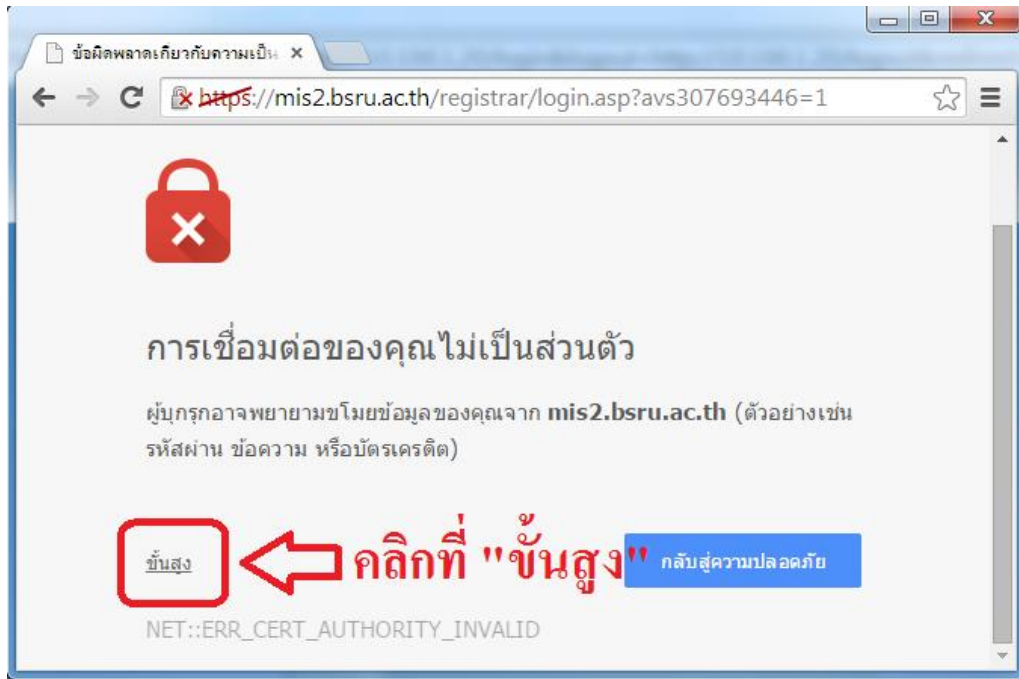 ข้อผิดพลาดเกี่ยวกับความเป็น
https://mis2.bsru.ac.th/registrar/login.asp?avs307693446=1
การเชื่อมต่อของคุณไม่เป็นส่วนตัว
ผู้บุกรุกอาจพยายามขโมยข้อมูลของคุณจาก mis2.bsru.ac.th (ตัวอย่างเช่น
รหัสผ่าน ข้อความ หรือบัตรเครดิต)
ขั้นสูง
คลิกที่ "ขั้นสูง"
กลับสู่ความปลอดภัย
NET::ERR_CERT_AUTHORITY_INVALID